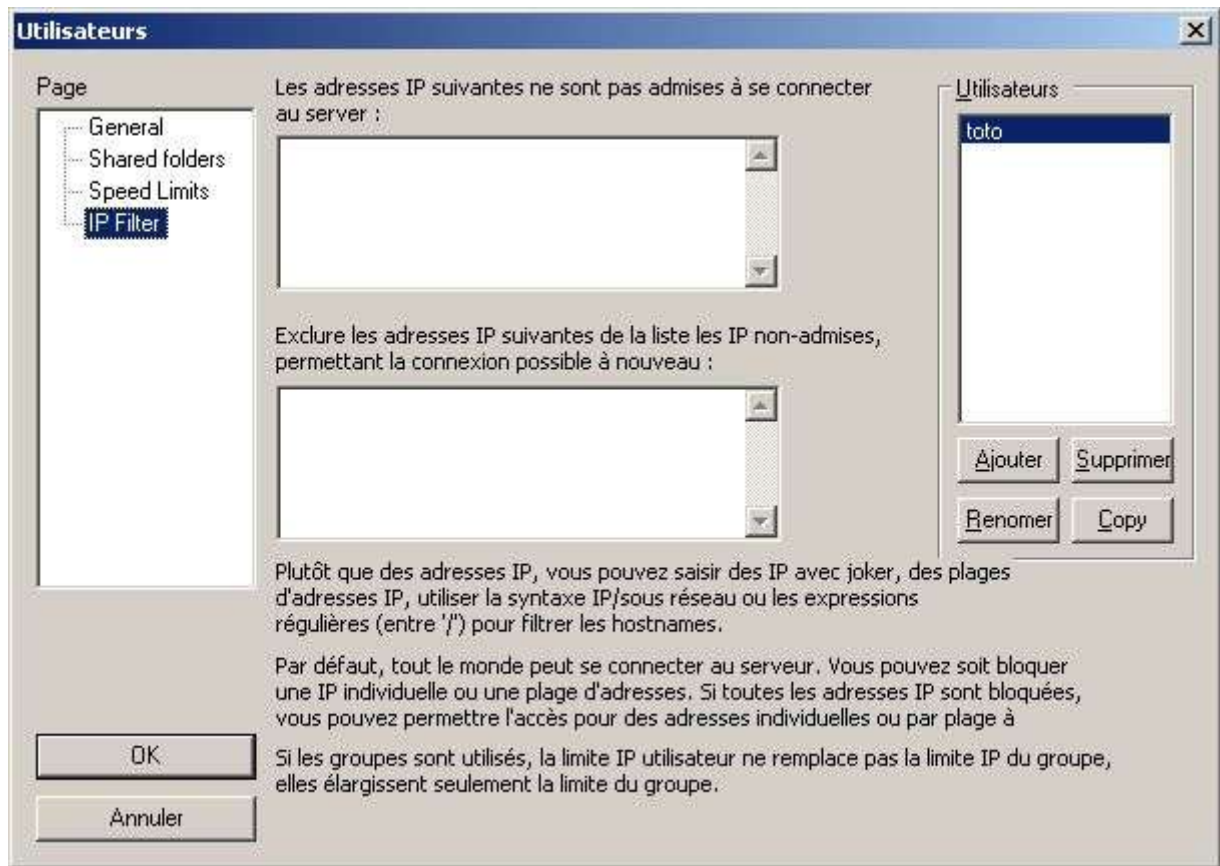 Utilisateurs
Page
General
Shared folders
Speed Limits
IP Filter
Les adresses IP suivantes ne sont pas admises à se connecter
au server :
Exclure les adresses IP suivantes de la liste les IP non-admises,
permettant la connexion possible à nouveau :
Utilisateurs
toto
Ajouter
Supprimer
Renomer
Copy
Plutôt que des adresses IP, vous pouvez saisir des IP avec joker, des plages
d'adresses IP, utiliser la syntaxe IP/sous réseau ou les expressions
régulières (entre '/') pour filtrer les hostnames.
Par défaut, tout le monde peut se connecter au serveur. Vous pouvez soit bloquer
une IP individuelle ou une plage d'adresses. Si toutes les adresses IP sont bloquées,
vous pouvez permettre l'accès pour des adresses individuelles ou par plage à
Si les groupes sont utilisés, la limite IP utilisateur ne remplace pas la limite IP du groupe,
elles élargissent seulement la limite du groupe.
OK
Annuler